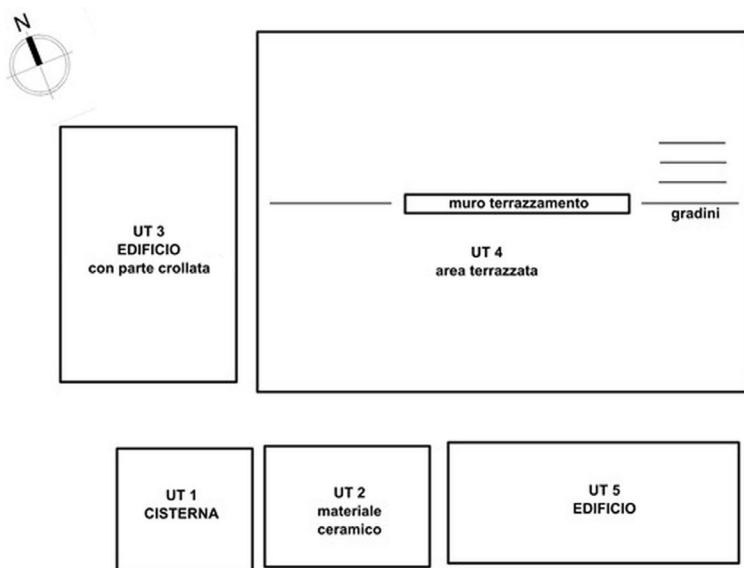 N
muro terrazzamento
gradini
UT 3
EDIFICIO
con parte crollata
UT 4
area terrazzata
UT 1
CISTERNA
UT 2
materiale
ceramico
UT 5
EDIFICIO